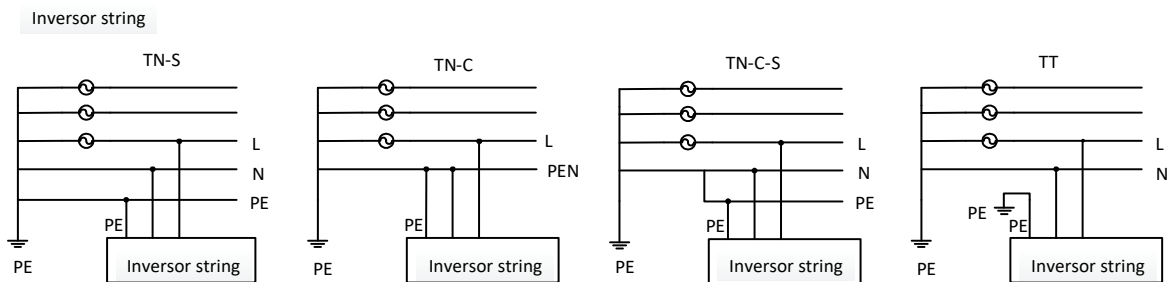 Inversor string
TN-S
L
N
PE
PE
PE
Inversor string
TN-C
L
PEN
PE
PE
Inversor string
TN-C-S
L
N
PE
PE
PE
Inversor string
TT
L
N
PE
PE
PE
Inversor string